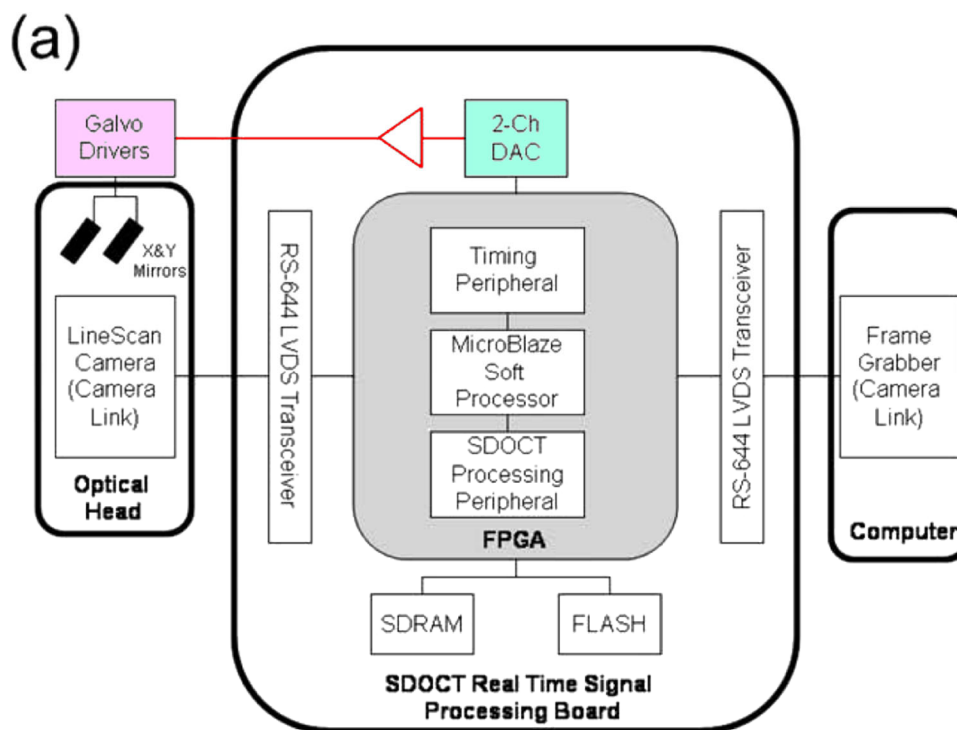 (a)
Galvo
Drivers
2-Ch
DAC
X&Y
Mirrors
LineScan
Camera
(Camera
Link)
Optical
Head
RS-644 LVDS Transceiver
Timing
Peripheral
MicroBlaze
Soft
Processor
SDOCT
Processing
Peripheral
FPGA
RS-644 LVDS Transceiver
Frame
Grabber
(Camera
Link)
Computer
SDRAM
FLASH
SDOCT Real Time Signal
Processing Board